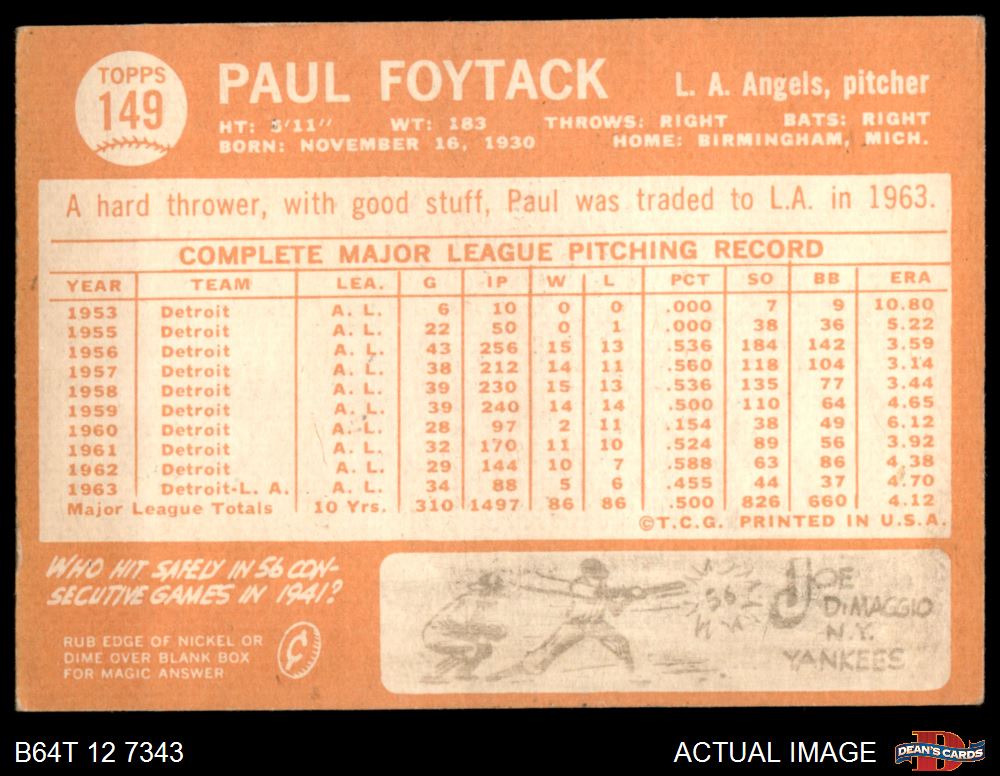 TOPPS
149
PAUL FOYTACK
L. A. Angels, pitcher
HT: 5'11" WT: 183 THROWS: RIGHT BATS: RIGHT
BORN: NOVEMBER 16, 1930 HOME: BIRMINGHAM, MICH.
A hard thrower, with good stuff, Paul was traded to L.A. in 1963.
COMPLETE MAJOR LEAGUE PITCHING RECORD
YEAR TEAM LEA. G IP W L PCT SO BB ERA
1953 Detroit A. L. 6 10 0 0 .000 7 9 10.80
1955 Detroit A. L. 22 50 0 1 .000 38 36 5.22
1956 Detroit A. L. 43 256 15 13 .536 184 142 3.59
1957 Detroit A. L. 38 212 14 11 .560 118 104 3.14
1958 Detroit A. L. 39 230 15 13 .536 135 77 3.44
1959 Detroit A. L. 39 240 14 14 .500 110 64 4.65
1960 Detroit A. L. 28 97 2 11 .154 38 49 6.12
1961 Detroit A. L. 32 170 11 10 .524 89 56 3.92
1962 Detroit A. L. 29 144 10 7 .588 63 86 4.38
1963 Detroit-L. A. A. L. 34 88 5 6 .455 44 37 4.70
Major League Totals 10 Yrs. 310 1497 86 86 .500 826 660 4.12
©T.C.G. PRINTED IN U.S.A.
WHO HIT SAFELY IN 56 CON-
SECUTIVE GAMES IN 1941?
RUB EDGE OF NICKEL OR
DIME OVER BLANK BOX
FOR MAGIC ANSWER
¢
56
JOE
DIMAGGIO
N.Y.
YANKEES
B64T 12 7343
ACTUAL IMAGE
DEAN'S CARDS